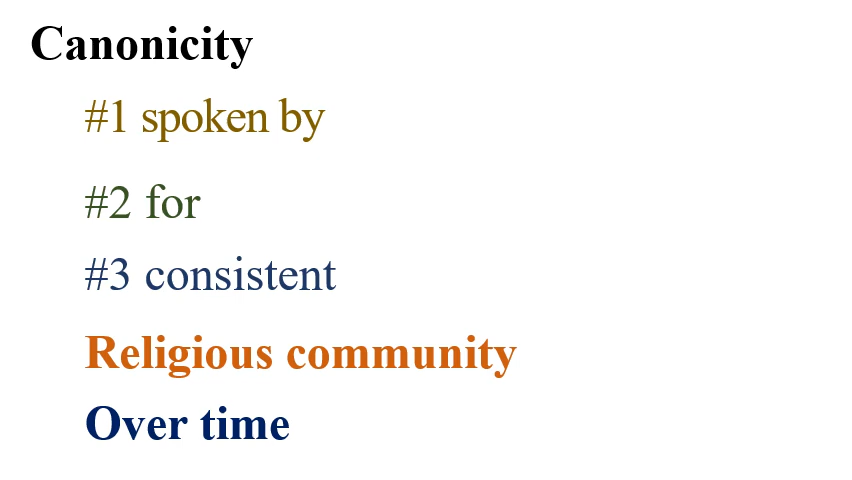 Canonicity
#1 spoken by
#2 for
#3 consistent
Religious community
Over time